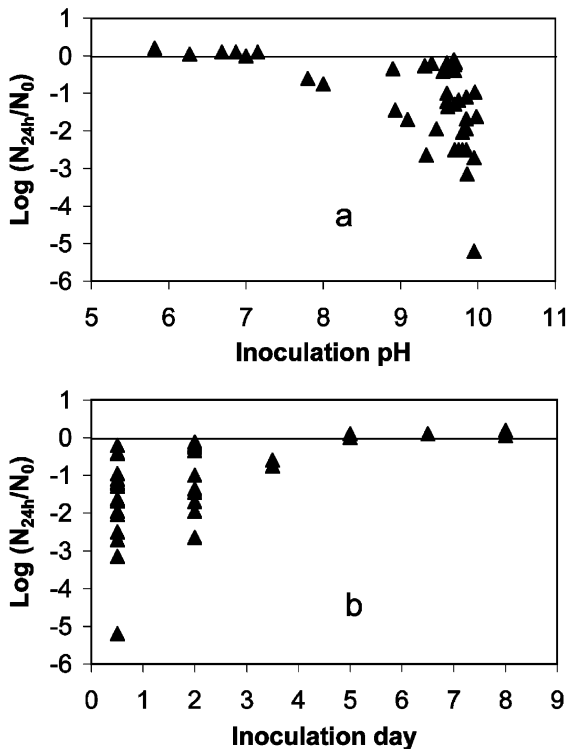 1
0
-1
-2
-3
-4
-5
-6
Log (N24h/N0)
a
5 6 7 8 9 10 11
Inoculation pH
1
0
-1
-2
-3
-4
-5
-6
Log (N24h/N0)
b
0 1 2 3 4 5 6 7 8 9
Inoculation day